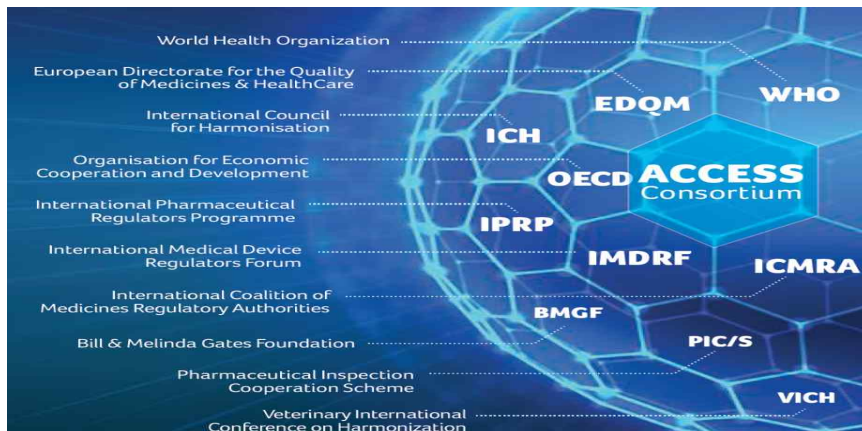 World Health Organization
European Directorate for the Quality
of Medicines & HealthCare
International Council
for Harmonisation
Organisation for Economic
Cooperation and Development
International Pharmaceutical
Regulators Programme
International Medical Device
Regulators Forum
International Coalition of
Medicines Regulatory Authorities
Bill & Melinda Gates Foundation
Pharmaceutical Inspection
Cooperation Scheme
Veterinary International
Conference on Harmonization
WHO
EDQM
ICH
OECD
ACCESS
Consortium
IPRP
IMDRF
ICMRA
BMGF
PIC/S
VICH